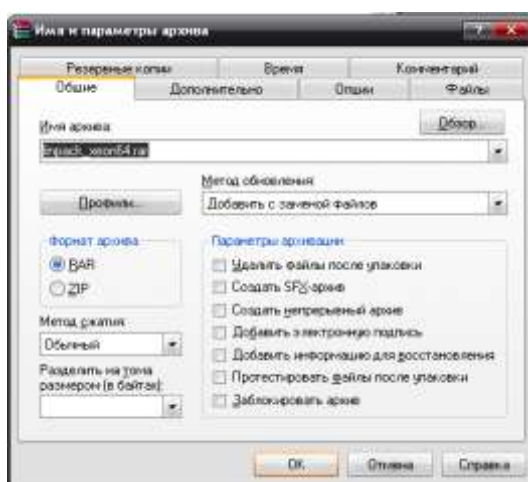 Имя и параметры архива
Резервные копии Время Комментарий
Общие Дополнительно Опции Файлы
Имя архива
Обзор...
Профили...
Метод обновления
Добавить с заменой файлов
Формат архива
RAR
ZIP
Метод сжатия
Обычный
Разделить на тома
размером (в байтах):
Параметры архивации
Удалить файлы после упаковки
Создать SFX-архив
Создать непрерывный архив
Добавить электронную подпись
Добавить информацию для восстановления
Протестировать файлы после упаковки
Заблокировать архив
OK
Отмена
Справка